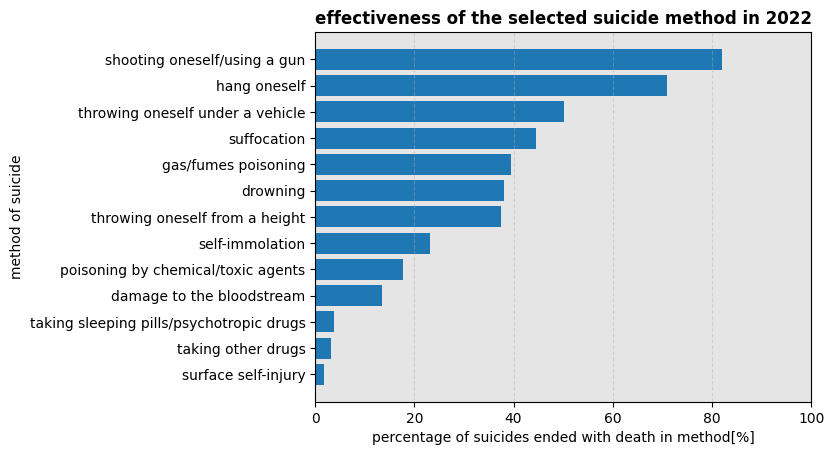 effectiveness of the selected suicide method in 2022
method of suicide
shooting oneself/using a gun
hang oneself
throwing oneself under a vehicle
suffocation
gas/fumes poisoning
drowning
throwing oneself from a height
self-immolation
poisoning by chemical/toxic agents
damage to the bloodstream
taking sleeping pills/psychotropic drugs
taking other drugs
surface self-injury
0 20 40 60 80 100
percentage of suicides ended with death in method[%]